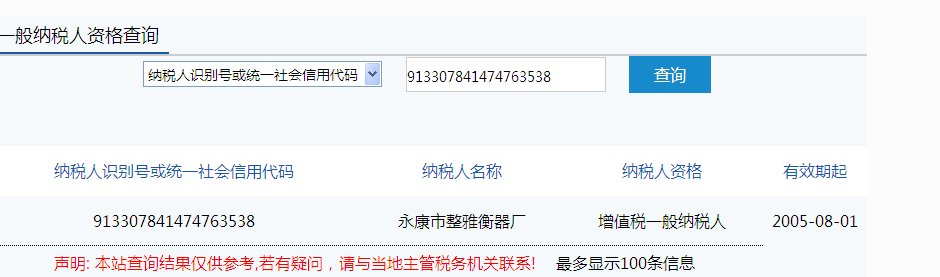 一般纳税人资格查询
纳税人识别号或统一社会信用代码 913307841474763538 查询
纳税人识别号或统一社会信用代码 纳税人名称 纳税人资格 有效期起
913307841474763538 永康市整雅衡器厂 增值税一般纳税人 2005-08-01
声明: 本站查询结果仅供参考,若有疑问，请与当地主管税务机关联系! 最多显示100条信息